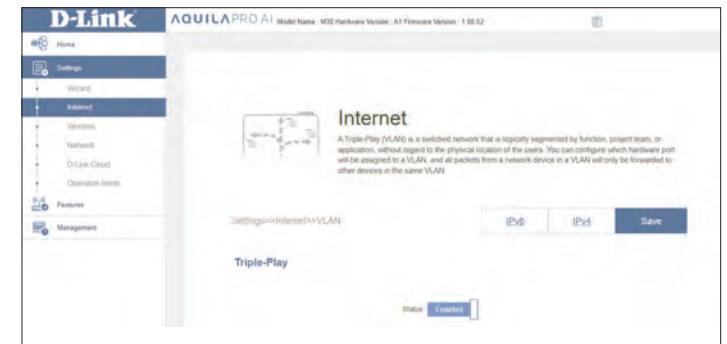 D-Link
AQUILA PRO AI Model Name : M30 Hardware Version : A1 Firmware Version : 1.00.02
Home
Settings
Wizard
Internet
Wireless
Network
D-Link Cloud
Operation Mode
Features
Management
Internet
A Triple-Play (VLAN) is a switched network that is logically segmented by function, project team, or
application, without regard to the physical location of the users. You can configure which hardware port
will be assigned to a VLAN, and all packets from a network device in a VLAN will only be forwarded to
other devices in the same VLAN
Settings>>Internet>>VLAN
IPv6
IPv4
Save
Triple-Play
Status
Enabled